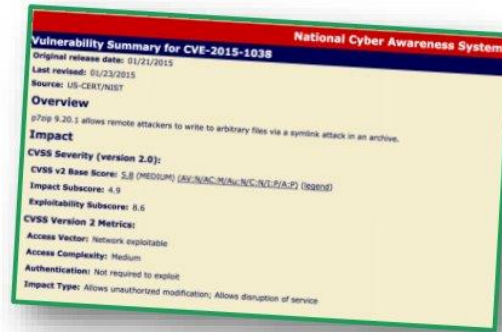 National Cyber Awareness System
Vulnerability Summary for CVE-2015-1038
Original release date: 01/21/2015
Last revised: 01/23/2015
Source: US-CERT/NIST
Overview
p7zip 9.20.1 allows remote attackers to write to arbitrary files via a symlink attack in an archive.
Impact
CVSS Severity (version 2.0):
CVSS v2 Base Score: 5.8 (MEDIUM) (AV:N/AC:M/Au:N/C:N/I:P/A:P) (legend)
Impact Subscore: 4.9
Exploitability Subscore: 8.6
CVSS Version 2 Metrics:
Access Vector: Network exploitable
Access Complexity: Medium
Authentication: Not required to exploit
Impact Type: Allows unauthorized modification; Allows disruption of service